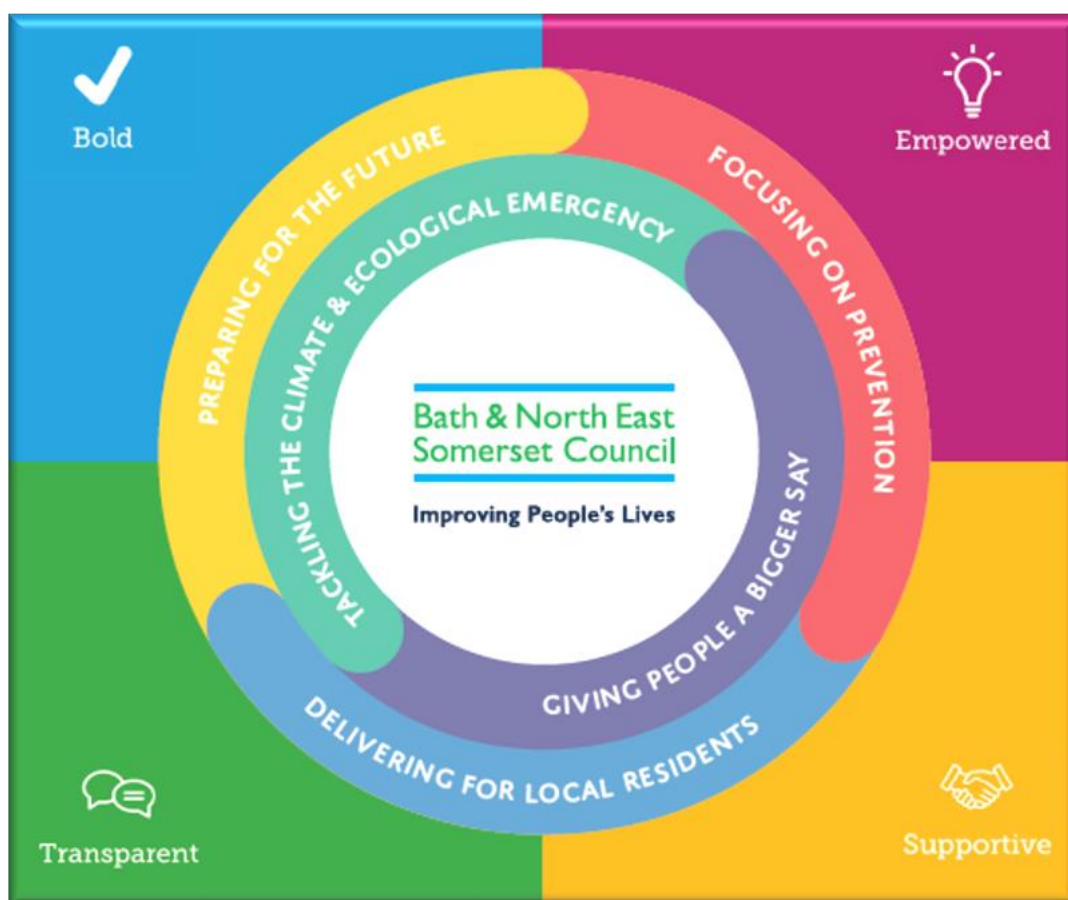 Bold
Empowered
PREPARING FOR THE FUTURE
FOCUSING ON PREVENTION
TACKLING THE CLIMATE & ECOLOGICAL EMERGENCY
Bath & North East
Somerset Council
Improving People's Lives
GIVING PEOPLE A BIGGER SAY
DELIVERING FOR LOCAL RESIDENTS
Transparent
Supportive